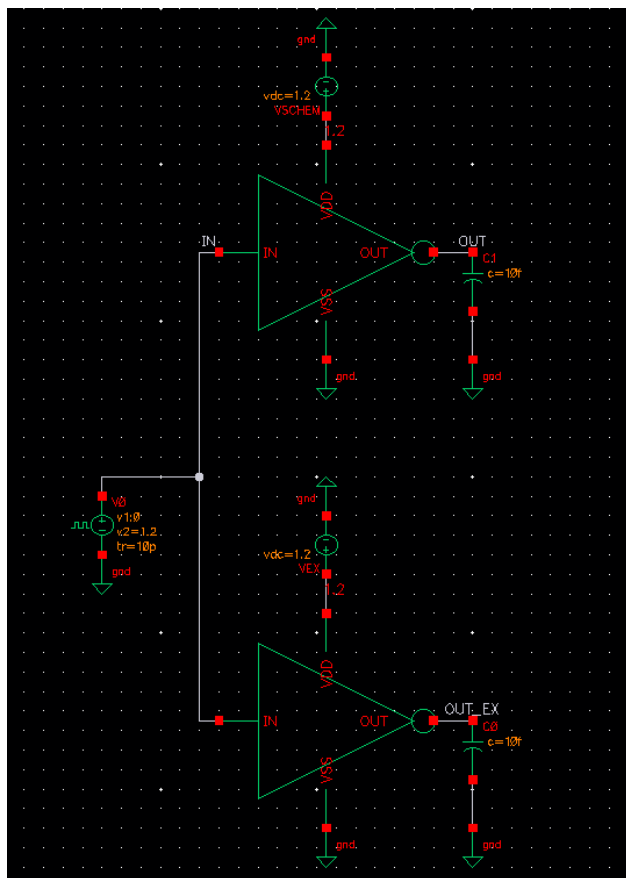 gnd
vdc=1.2
VSCHEM
1.2
VDD
IN
IN
OUT
OUT
C1
c=10f
VSS
gnd
gnd
gnd
V0
v1:0
v2=1.2
tr=10p
gnd
vdc=1.2
VEX
1.2
VDD
IN
OUT
OUT_EX
C0
c=10f
VSS
gnd
gnd